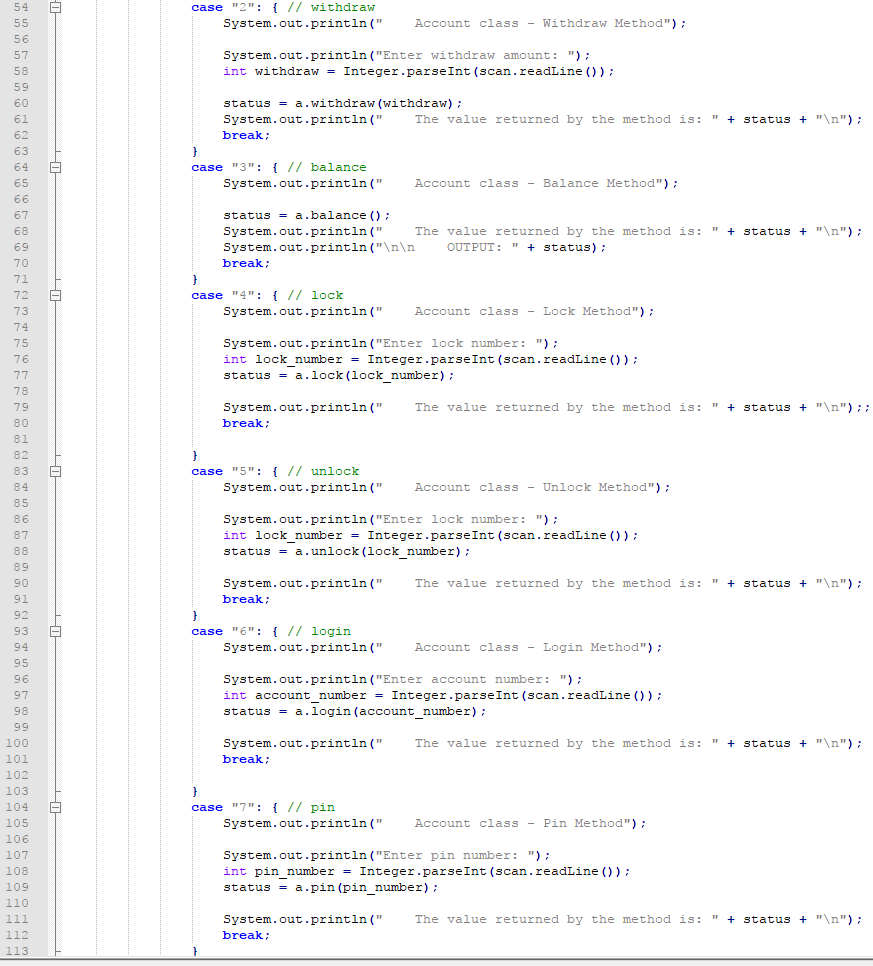 54 case "2": { // withdraw
55 System.out.println("    Account class - Withdraw Method");
56
57 System.out.println("Enter withdraw amount: ");
58 int withdraw = Integer.parseInt(scan.readLine());
59
60 status = a.withdraw(withdraw);
61 System.out.println("    The value returned by the method is: " + status + "\n");
62 break;
63 }
64 case "3": { // balance
65 System.out.println("    Account class - Balance Method");
66
67 status = a.balance();
68 System.out.println("    The value returned by the method is: " + status + "\n");
69 System.out.println("\n\n    OUTPUT: " + status);
70 break;
71 }
72 case "4": { // lock
73 System.out.println("    Account class - Lock Method");
74
75 System.out.println("Enter lock number: ");
76 int lock_number = Integer.parseInt(scan.readLine());
77 status = a.lock(lock_number);
78
79 System.out.println("    The value returned by the method is: " + status + "\n");;
80 break;
81
82 }
83 case "5": { // unlock
84 System.out.println("    Account class - Unlock Method");
85
86 System.out.println("Enter lock number: ");
87 int lock_number = Integer.parseInt(scan.readLine());
88 status = a.unlock(lock_number);
89
90 System.out.println("    The value returned by the method is: " + status + "\n");
91 break;
92 }
93 case "6": { // login
94 System.out.println("    Account class - Login Method");
95
96 System.out.println("Enter account number: ");
97 int account_number = Integer.parseInt(scan.readLine());
98 status = a.login(account_number);
99
100 System.out.println("    The value returned by the method is: " + status + "\n");
101 break;
102
103 }
104 case "7": { // pin
105 System.out.println("    Account class - Pin Method");
106
107 System.out.println("Enter pin number: ");
108 int pin_number = Integer.parseInt(scan.readLine());
109 status = a.pin(pin_number);
110
111 System.out.println("    The value returned by the method is: " + status + "\n");
112 break;
113 }